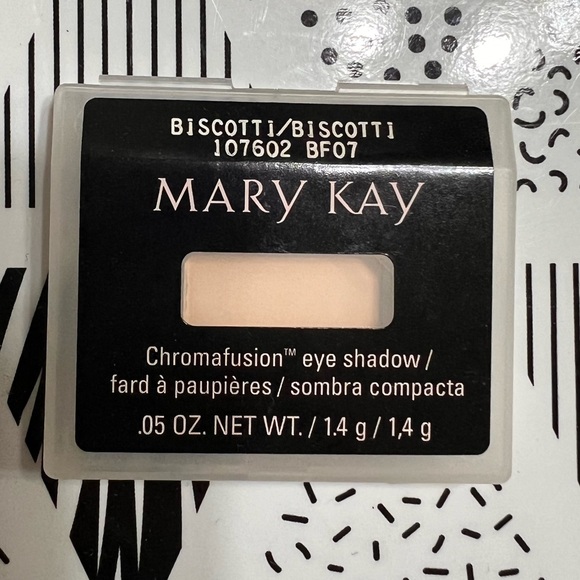 BiSCOTTi/BiSCOTTi
107602 BF07
MARY KAY
Chromafusion™ eye shadow /
fard à paupières / sombra compacta
.05 OZ. NET WT. / 1.4 g / 1,4 g